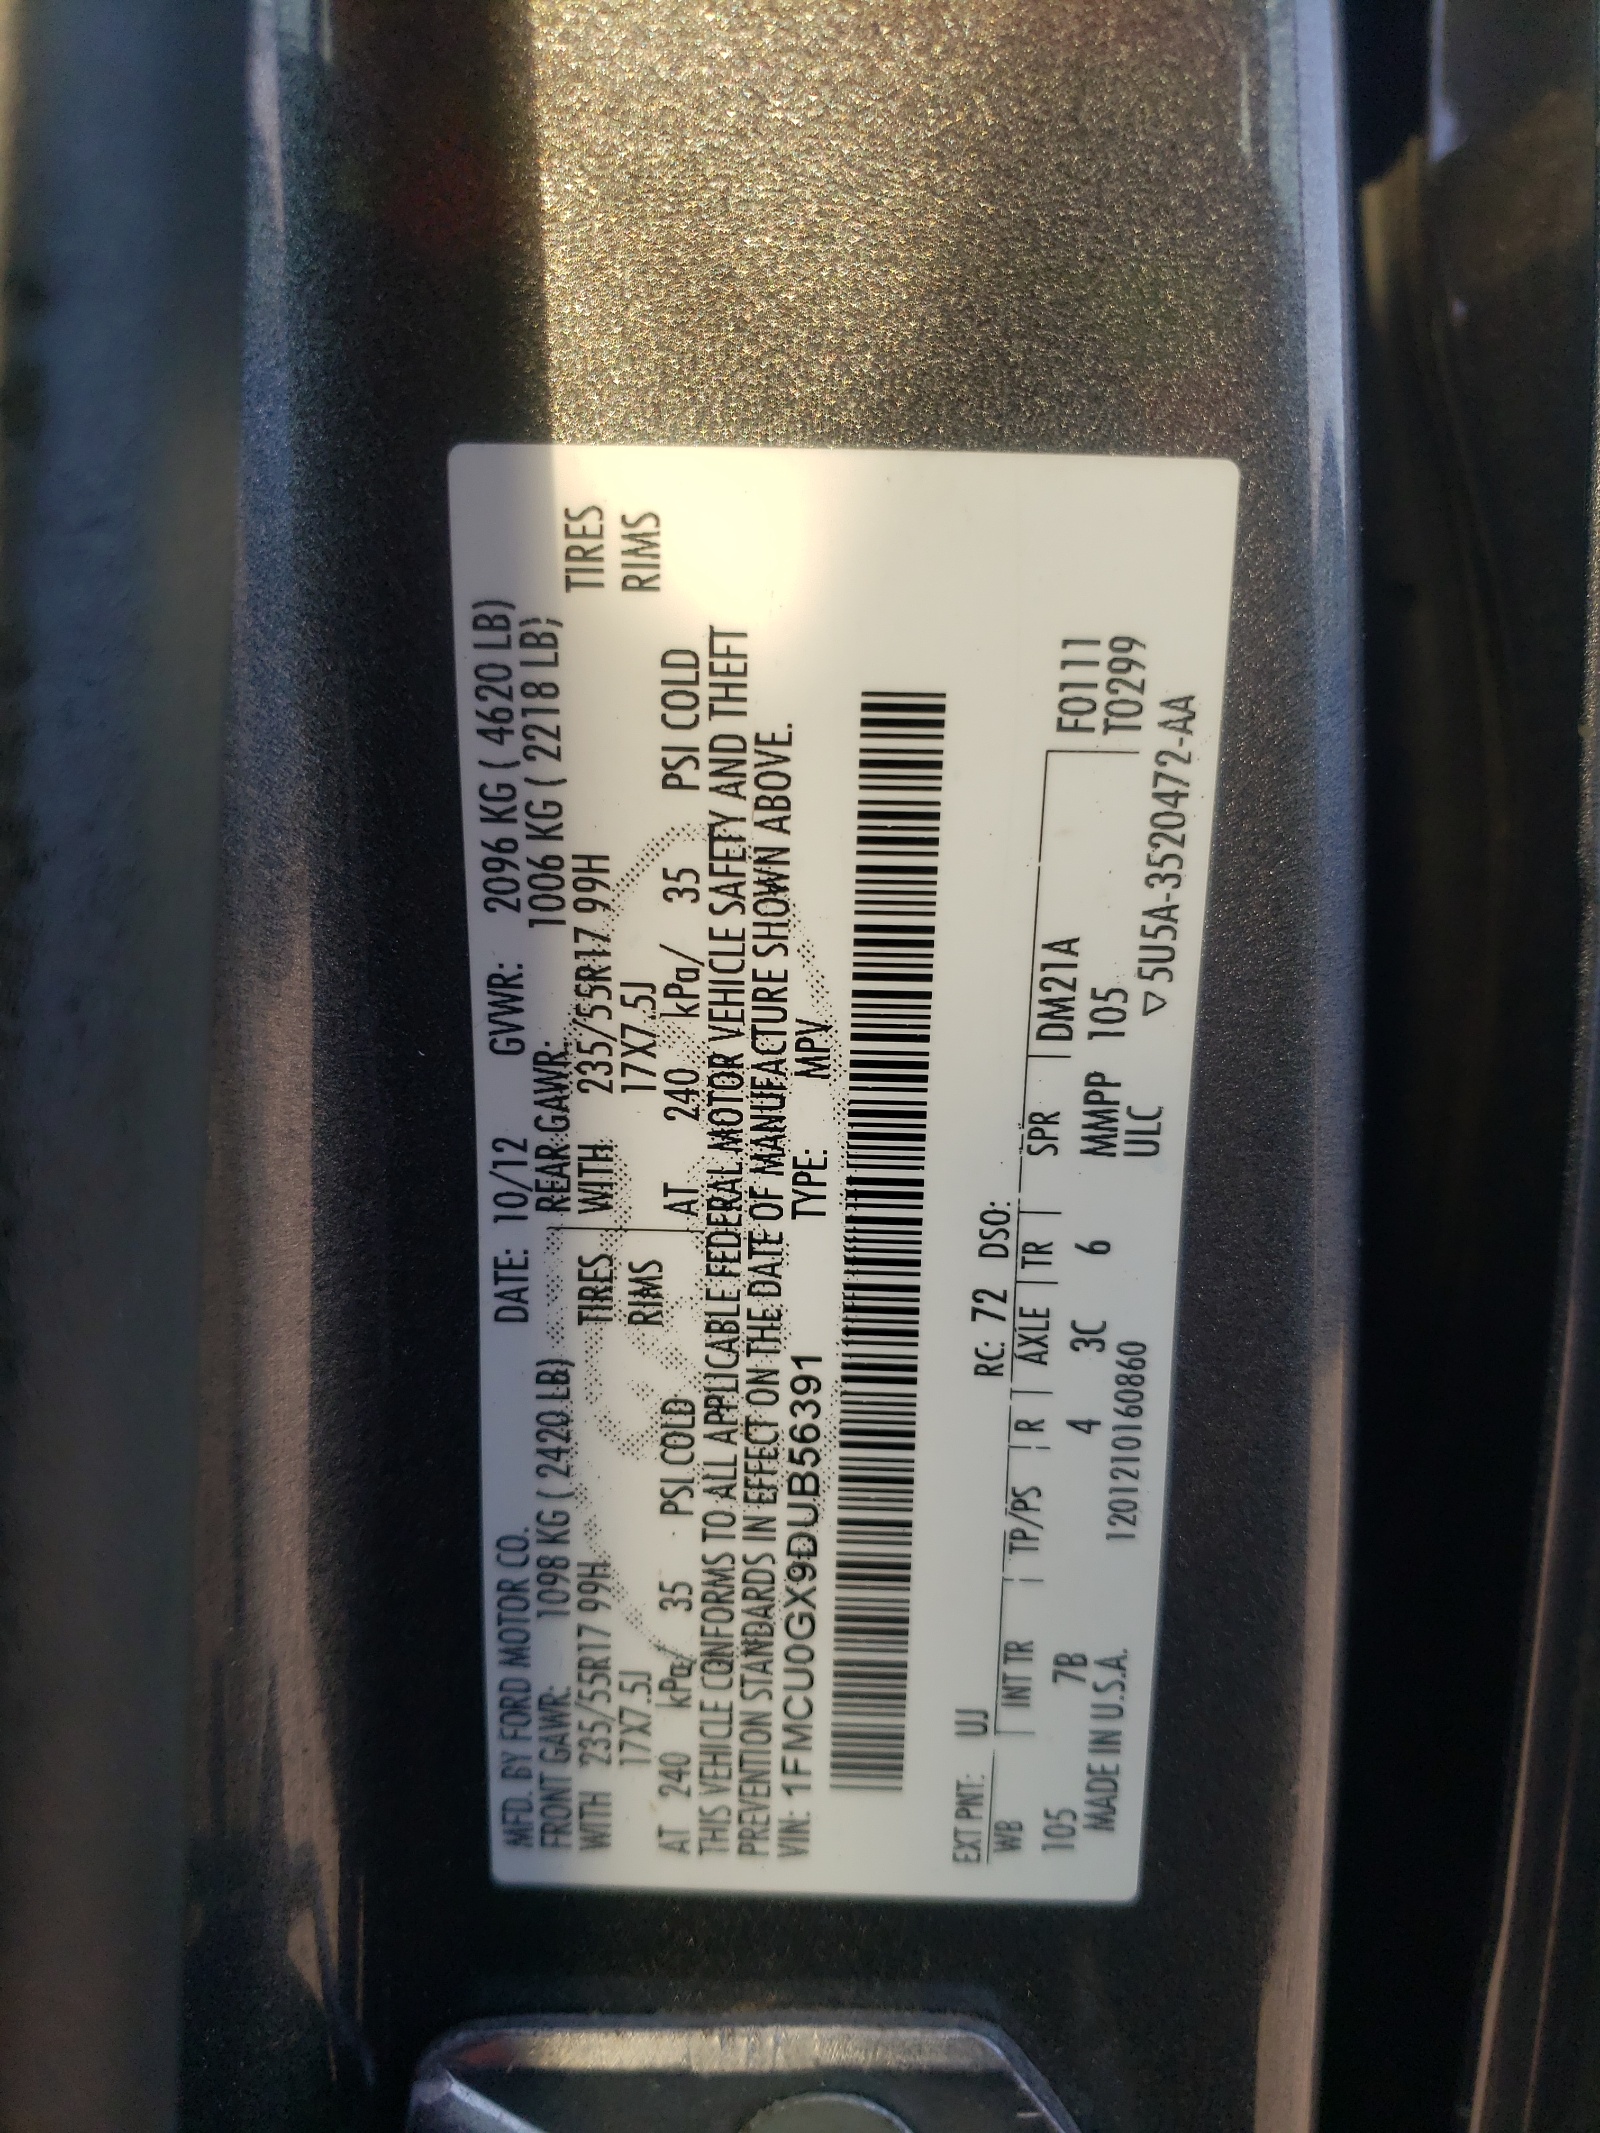 MFD. BY FORD MOTOR CO. DATE: 10/12 GVWR: 2096 KG ( 4620 LB)
FRONT GAWR: 1098 KG ( 2420 LB) REAR GAWR: 1006 KG ( 2218 LB)
WITH 235/55R17 99H TIRES WITH 235/55R17 99H TIRES
17X7.5J RIMS 17X7.5J RIMS
AT 240 kPa/ 35 PSI COLD AT 240 kPa/ 35 PSI COLD
THIS VEHICLE CONFORMS TO ALL APPLICABLE FEDERAL MOTOR VEHICLE SAFETY AND THEFT
PREVENTION STANDARDS IN EFFECT ON THE DATE OF MANUFACTURE SHOWN ABOVE.
VIN: 1FMCU0GX9DUB56391 TYPE: MPV
EXT PNT: UJ RC: 72 DSO:
WB INT TR TP/PS R AXLE TR SPR DM21A F0111
105 7B 4 3C 6 MMPP 105 T0299
MADE IN U.S.A. 201210160860 ULC ▽5U5A-3520472-AA